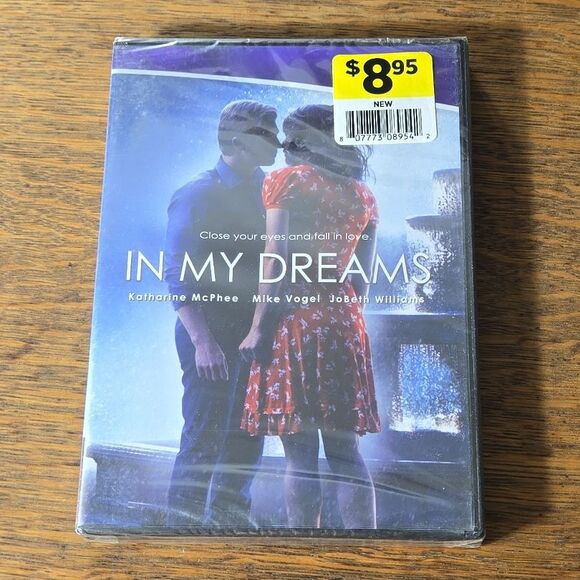 $8.95
NEW
8 07773 08954 2
Close your eyes and fall in love.
IN MY DREAMS
Katharine McPhee Mike Vogel JoBeth Williams